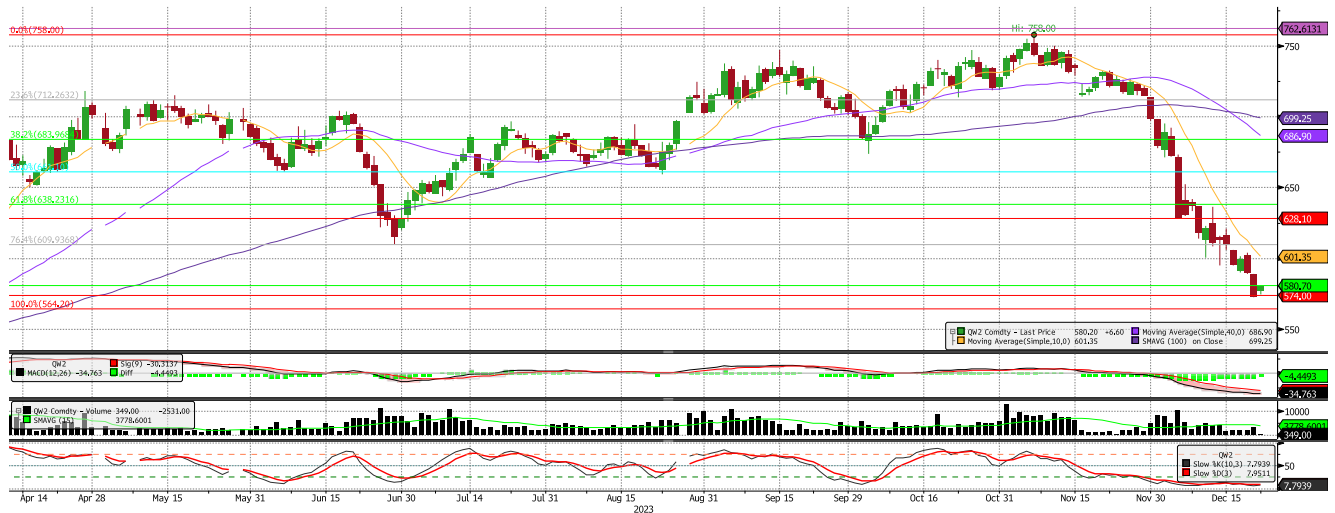 762.6131
0.0%(758.00)
Hi: 758.00
750
23.6%(712.2632)
699.25
38.2%(683.968
686.90
650
61.8%(638.2316)
628.10
76.4%(609.9368)
601.35
580.70
574.00
100.0%(564.20)
550
QW2 Comdty - Last Price 580.20 +6.60
Moving Average(Simple,40,0) 686.90
Moving Average(Simple,10,0) 601.35
SMAVG (100) on Close 699.25
QW2
Sig(9) -30.3137
MACD(12,26) -34.763
Diff -4.4493
-4.4493
-34.763
QW2 Comdty - Volume 349.00 -2531.00
SMAVG (15) 3778.6001
10000
3778.6001
349.00
QW2
Slow %K(10,3) 7.7939
Slow %D(3) 7.9511
50
7.7939
Apr 14 Apr 28 May 15 May 31 Jun 15 Jun 30 Jul 14 Jul 31 Aug 15 Aug 31 Sep 15 Sep 29 Oct 16 Oct 31 Nov 15 Nov 30 Dec 15
2023